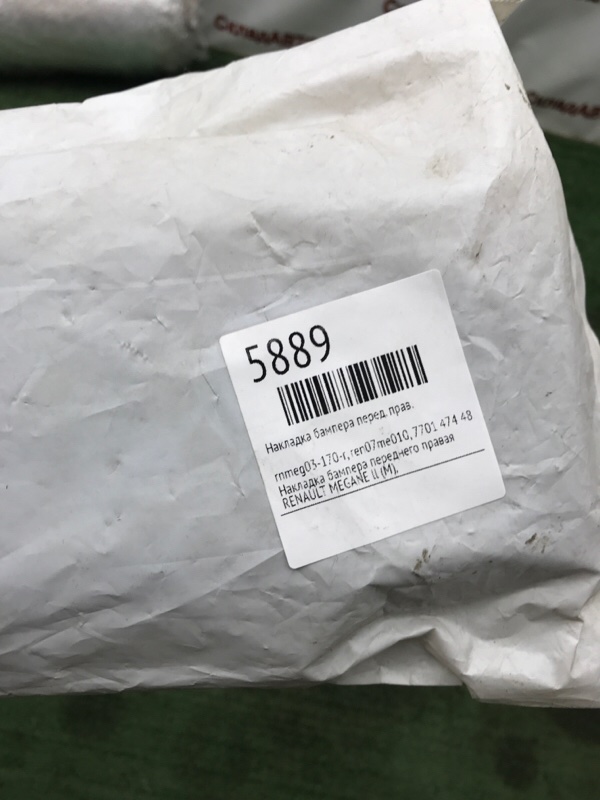 5889
Накладка бампера перед. прав.
rnmeg03-170-r,ren07me010,7701 474 48
Накладка бампера переднего правая
RENAULT MEGANE II (M),